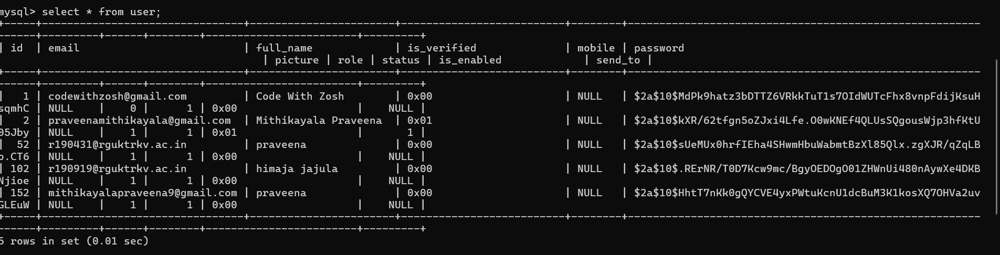 mysql> select * from user;
+-----+--------------------------------+-----------------------+--------------------------+--------+--------------------------------------------------------
------+---------+------+--------+------------------------+---------+
| id  | email                          | full_name             | is_verified              | mobile | password
| picture | role | status | is_enabled             | send_to |
+-----+--------------------------------+-----------------------+--------------------------+--------+--------------------------------------------------------
------+---------+------+--------+------------------------+---------+
|   1 | codewithzosh@gmail.com         | Code With Zosh        | 0x00                     | NULL   | $2a$10$MdPk9hatz3bDTTZ6VRkkTuT1s7OIdWUTcFhx8vnpFdijKsuH
sqmhC | NULL    |    0 |      1 | 0x00                   |    NULL |
|   2 | praveenamithikayala@gmail.com  | Mithikayala Praveena  | 0x01                     | NULL   | $2a$10$kXR/62tfgn5oZJxi4Lfe.O0wKNEf4QLUsSQgousWjp3hfKtU
05Jby | NULL    |    1 |      1 | 0x01                   |       1 |
|  52 | r190431@rguktrkv.ac.in         | praveena              | 0x00                     | NULL   | $2a$10$sUeMUx0hrfIEha4SHwmHbuWabmtBzXl85Qlx.zgXJR/qZqLB
o.CT6 | NULL    |    1 |      1 | 0x00                   |    NULL |
| 102 | r190919@rguktrkv.ac.in         | himaja jajula         | 0x00                     | NULL   | $2a$10$.RErNR/T0D7Kcw9mc/BgyOEDOgO01ZHWnUi480nAywXe4DKB
Njioe | NULL    |    1 |      1 | 0x00                   |    NULL |
| 152 | mithikayalapraveena9@gmail.com | praveena              | 0x00                     | NULL   | $2a$10$HhtT7nKk0gQYCVE4yxPWtuKcnU1dcBuM3K1kosXQ7OHVa2uv
GLEuW | NULL    |    1 |      1 | 0x00                   |    NULL |
+-----+--------------------------------+-----------------------+--------------------------+--------+--------------------------------------------------------
------+---------+------+--------+------------------------+---------+
5 rows in set (0.01 sec)